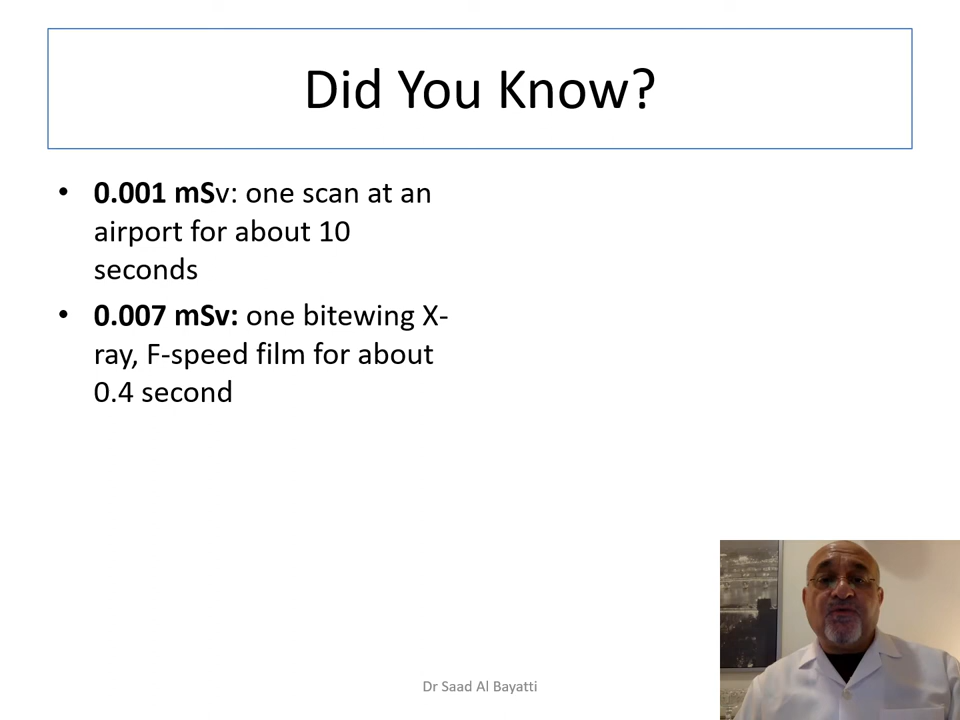 Did You Know?
• 0.001 mSv: one scan at an
airport for about 10
seconds
• 0.007 mSv: one bitewing X-
ray, F-speed film for about
0.4 second
Dr Saad Al Bayatti